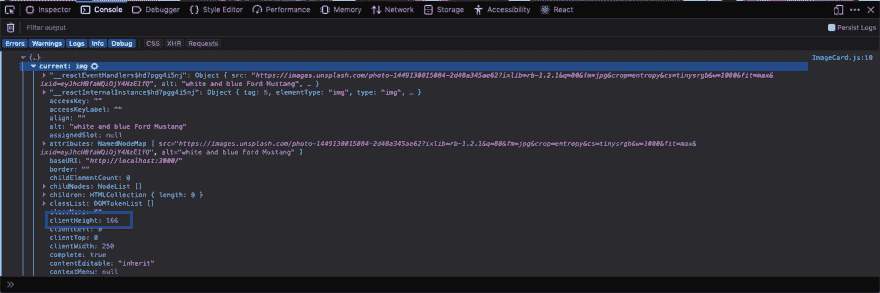 Inspector Console Debugger Style Editor Performance Memory Network Storage Accessibility React
Filter output Persist Logs
Errors Warnings Logs Info Debug CSS XHR Requests
{…} ImageCard.js:10
current: img
"__reactEventHandlers$hd7pgg4i5nj": Object { src: "https://images.unsplash.com/photo-1449130015084-2d48a345ae62?ixlib=rb-1.2.1&q=80&fm=jpg&crop=entropy&cs=tinysrgb&w=1080&fit=max&
ixid=eyJhcHBfaWQiOjY4NzE1fQ", alt: "white and blue Ford Mustang", … }
"__reactInternalInstance$hd7pgg4i5nj": Object { tag: 5, elementType: "img", type: "img", … }
accessKey: ""
accessKeyLabel: ""
align: ""
alt: "white and blue Ford Mustang"
assignedSlot: null
attributes: NamedNodeMap [ src="https://images.unsplash.com/photo-1449130015084-2d48a345ae62?ixlib=rb-1.2.1&q=80&fm=jpg&crop=entropy&cs=tinysrgb&w=1080&fit=max&
ixid=eyJhcHBfaWQiOjY4NzE1fQ", alt="white and blue Ford Mustang" ]
baseURI: "http://localhost:3000/"
border: ""
childElementCount: 0
childNodes: NodeList []
children: HTMLCollection { length: 0 }
classList: DOMTokenList []
className: ""
clientHeight: 166
clientLeft: 0
clientTop: 0
clientWidth: 250
complete: true
contentEditable: "inherit"
contextMenu: null